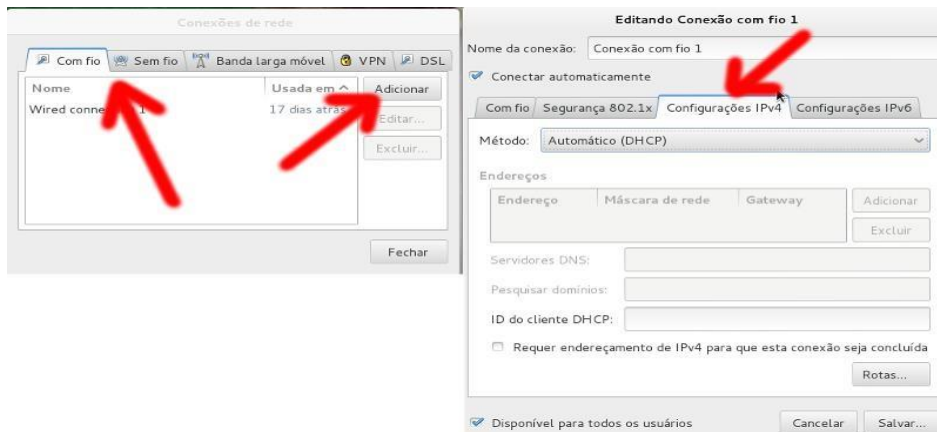 Conexões de rede
Com fio Sem fio Banda larga móvel VPN DSL
Nome Usada em Adicionar
Wired conne 1 17 dias atrás
Editar...
Excluir...
Fechar
Editando Conexão com fio 1
Nome da conexão: Conexão com fio 1
Conectar automaticamente
Com fio Segurança 802.1x Configurações IPv4 Configurações IPv6
Método: Automático (DHCP)
Endereços
Endereço Máscara de rede Gateway Adicionar
Excluir
Servidores DNS:
Pesquisar domínios:
ID do cliente DHCP:
Requer endereçamento de IPv4 para que esta conexão seja concluída
Rotas...
Disponível para todos os usuários Cancelar Salvar...